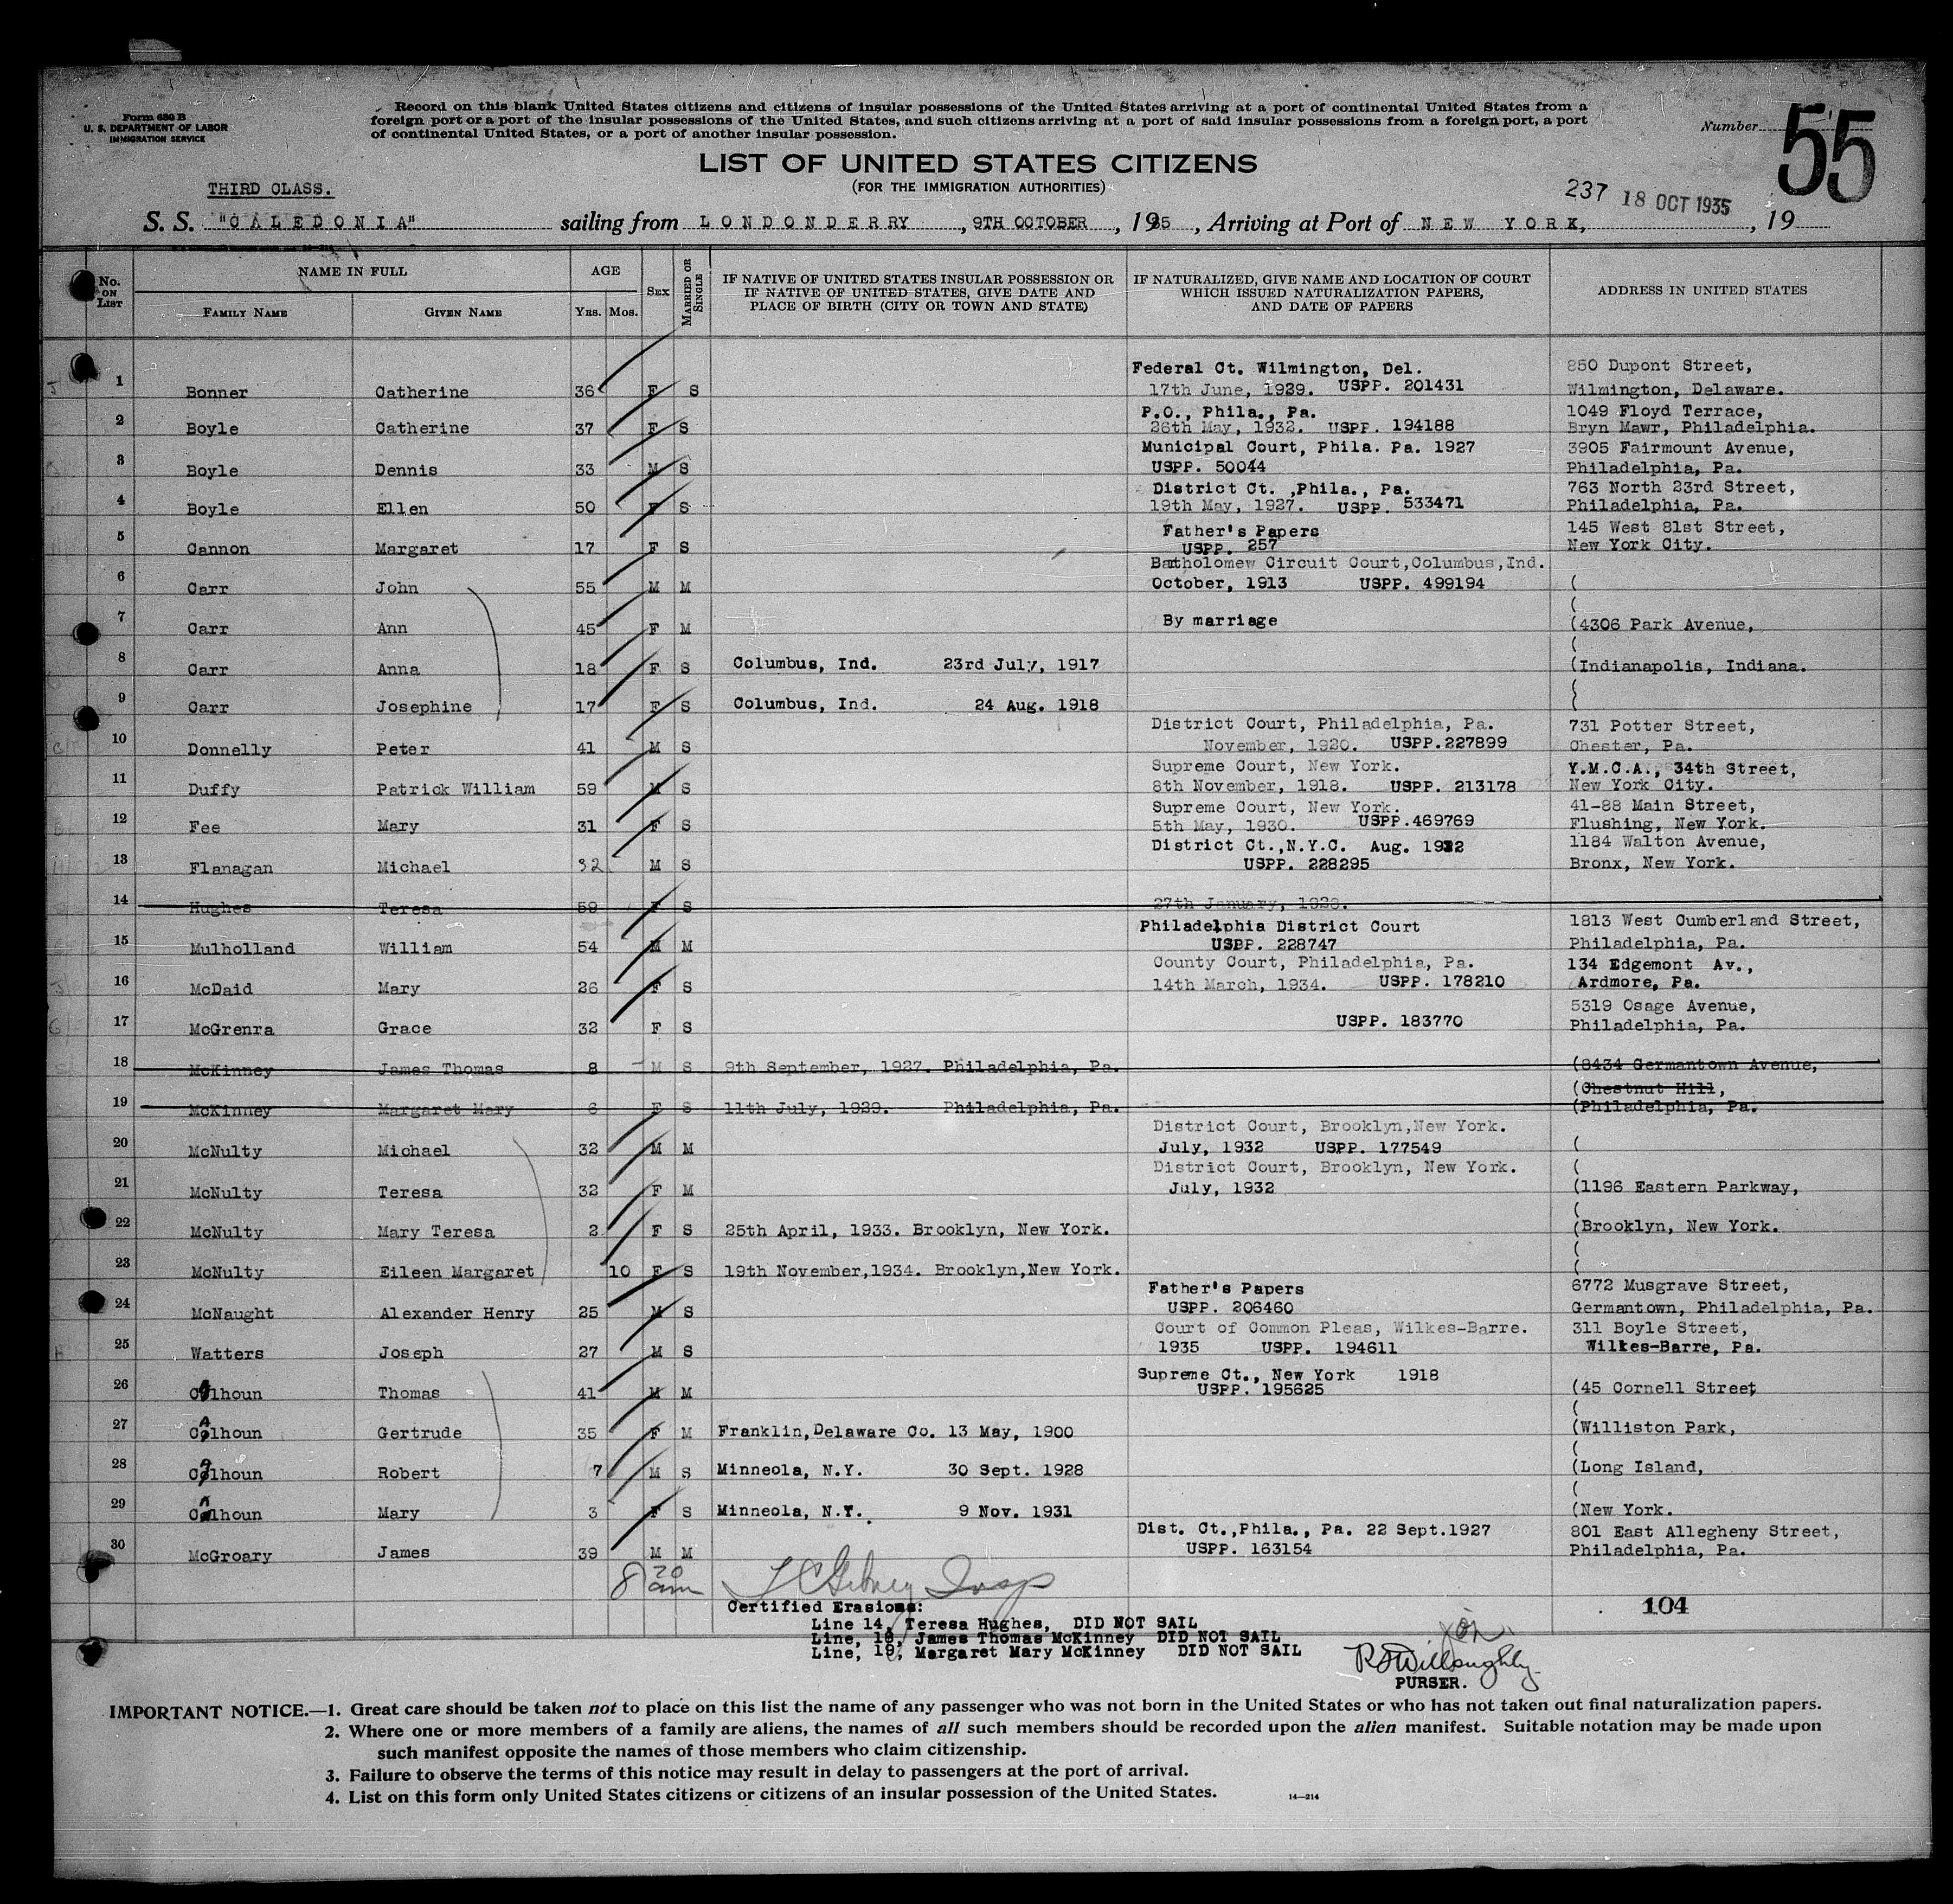 Form 630 B
U. S. DEPARTMENT OF LABOR
IMMIGRATION SERVICE
Record on this blank United States citizens and citizens of insular possessions of the United States arriving at a port of continental United States from a
foreign port or a port of the insular possessions of the United States, and such citizens arriving at a port of said insular possessions from a foreign port, a port
of continental United States, or a port of another insular possession.
Number 55
LIST OF UNITED STATES CITIZENS
(FOR THE IMMIGRATION AUTHORITIES)
THIRD CLASS.
237 18 OCT 1935
S. S. "CALEDONIA" sailing from LONDONDERRY, 9TH OCTOBER, 1935, Arriving at Port of NEW YORK, , 19
No. ON LIST
NAME IN FULL
FAMILY NAME GIVEN NAME
AGE
YRS. MOS.
SEX
MARRIED OR SINGLE
IF NATIVE OF UNITED STATES INSULAR POSSESSION OR
IF NATIVE OF UNITED STATES, GIVE DATE AND
PLACE OF BIRTH (CITY OR TOWN AND STATE)
IF NATURALIZED, GIVE NAME AND LOCATION OF COURT
WHICH ISSUED NATURALIZATION PAPERS,
AND DATE OF PAPERS
ADDRESS IN UNITED STATES
Federal Ct. Wilmington, Del. 850 Dupont Street,
1 Bonner Catherine 36 F S 17th June, 1929. USPP. 201431 Wilmington, Delaware.
P.O., Phila., Pa. 1049 Floyd Terrace,
2 Boyle Catherine 37 F S 26th May, 1932. USPP. 194188 Bryn Mawr, Philadelphia.
Municipal Court, Phila. Pa. 1927 3905 Fairmount Avenue,
3 Boyle Dennis 33 M S USPP. 50044 Philadelphia, Pa.
District Ct. ,Phila., Pa. 763 North 23rd Street,
4 Boyle Ellen 50 F S 19th May, 1927. USPP. 533471 Philadelphia, Pa.
Father's Papers 145 West 81st Street,
5 Cannon Margaret 17 F S USPP. 257 New York City.
Batholomew Circuit Court,Columbus,Ind.
6 Carr John 55 M M October, 1913 USPP. 499194 (
7 Carr Ann 45 F M By marriage (4306 Park Avenue,
8 Carr Anna 18 F S Columbus, Ind. 23rd July, 1917 (Indianapolis, Indiana.
9 Carr Josephine 17 F S Columbus, Ind. 24 Aug. 1918 (
District Court, Philadelphia, Pa. 731 Potter Street,
10 Donnelly Peter 41 M S November, 1920. USPP.227899 Chester, Pa.
Supreme Court, New York. Y.M.C.A., 34th Street,
11 Duffy Patrick William 59 M S 8th November, 1918. USPP. 213178 New York City.
Supreme Court, New York. 41-88 Main Street,
12 Fee Mary 31 F S 5th May, 1930. USPP.469769 Flushing, New York.
District Ct.,N.Y.C. Aug. 1932 1184 Walton Avenue,
13 Flanagan Michael 32 M S USPP. 228295 Bronx, New York.
14 Hughes Teresa 59 F S 27th January, 1928.
Philadelphia District Court 1813 West Cumberland Street,
15 Mulholland William 54 M M USPP. 228747 Philadelphia, Pa.
County Court, Philadelphia, Pa. 134 Edgemont Av.,
16 McDaid Mary 26 F S 14th March, 1934. USPP. 178210 Ardmore, Pa.
5319 Osage Avenue,
17 McGrenra Grace 32 F S USPP. 183770 Philadelphia, Pa.
18 McKinney James Thomas 8 M S 9th September, 1927. Philadelphia, Pa. (8434 Germantown Avenue,
(Chestnut Hill,
19 McKinney Margaret Mary 6 F S 11th July, 1929. Philadelphia, Pa. (Philadelphia, Pa.
District Court, Brooklyn,New York.
20 McNulty Michael 32 M M July, 1932 USPP. 177549 (
District Court, Brooklyn, New York. (
21 McNulty Teresa 32 F M July, 1932 (1196 Eastern Parkway,
22 McNulty Mary Teresa 2 F S 25th April, 1933. Brooklyn, New York. (Brooklyn, New York.
23 McNulty Eileen Margaret 10 F S 19th November,1934. Brooklyn,New York. (
Father's Papers 6772 Musgrave Street,
24 McNaught Alexander Henry 25 M S USPP. 206460 Germantown, Philadelphia, Pa.
Court of Common Pleas, Wilkes-Barre. 311 Boyle Street,
25 Watters Joseph 27 M S 1935 USPP. 194611 Wilkes-Barre, Pa.
Supreme Ct., New York 1918
26 Calhoun Thomas 41 M M USPP. 195625 (45 Cornell Street
27 Calhoun Gertrude 35 F M Franklin,Delaware Co. 13 May, 1900 (Williston Park,
28 Calhoun Robert 7 M S Minneola, N.Y. 30 Sept. 1928 (Long Island,
29 Calhoun Mary 3 F S Minneola, N.Y. 9 Nov. 1931 (New York.
Dist. Ct.,Phila., Pa. 22 Sept.1927 801 East Allegheny Street,
30 McGroary James 39 M M USPP. 163154 Philadelphia, Pa.
8 20 am Insp
Certified Erasions: 104
Line 14, Teresa Hughes, DID NOT SAIL
Line, 18, James Thomas McKinney DID NOT SAIL
Line, 19, Margaret Mary McKinney DID NOT SAIL
Willoughby
PURSER.
IMPORTANT NOTICE.—1. Great care should be taken not to place on this list the name of any passenger who was not born in the United States or who has not taken out final naturalization papers.
2. Where one or more members of a family are aliens, the names of all such members should be recorded upon the alien manifest. Suitable notation may be made upon
such manifest opposite the names of those members who claim citizenship.
3. Failure to observe the terms of this notice may result in delay to passengers at the port of arrival.
4. List on this form only United States citizens or citizens of an insular possession of the United States. 14—214